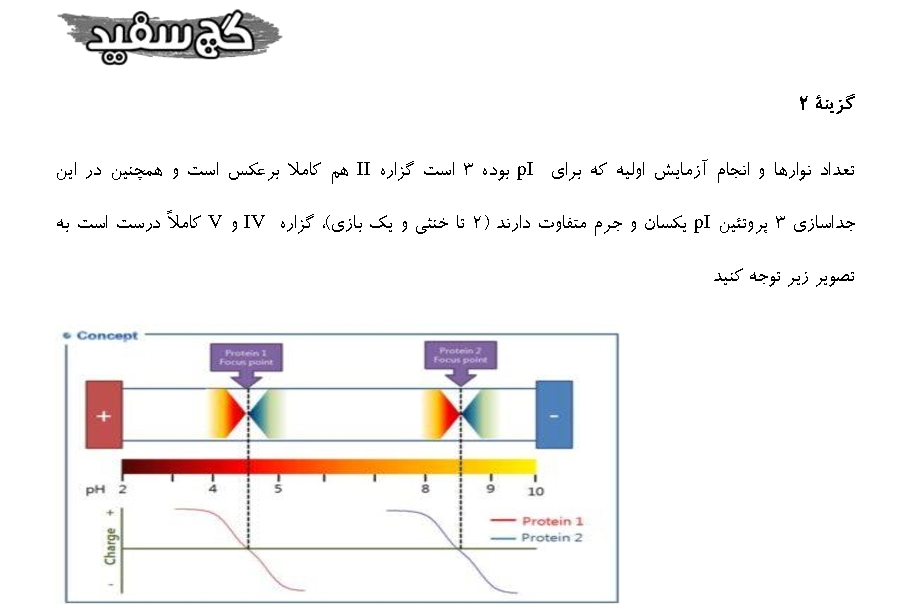 گچ سفید
گزینهٔ ۲
تعداد نوارها و انجام آزمایش اولیه که برای pI بوده ۳ است گزاره II هم کاملا برعکس است و همچنین در این
جداسازی ۳ پروتئین pI یکسان و جرم متفاوت دارند (۲ تا خنثی و یک بازی)، گزاره IV و V کاملاً درست است به
تصویر زیر توجه کنید
Concept
Protein 1 Protein 2
Focus point Focus point
+ -
pH 2 4 5 8 9 10
+
Charge
-
Protein 1
Protein 2